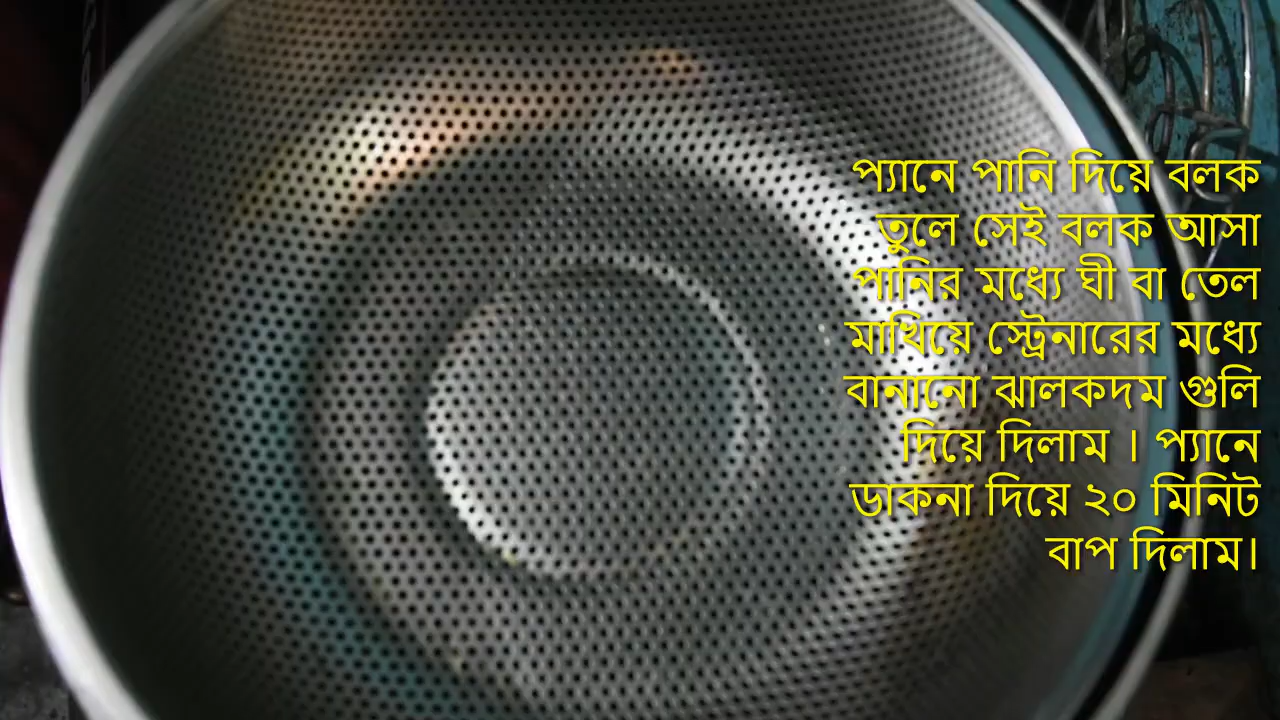 প্যানে পানি দিয়ে বলক
তুলে সেই বলক আসা
পানির মধ্যে ঘী বা তেল
মাখিয়ে স্ট্রেনারের মধ্যে
বানানো ঝালকদম গুলি
দিয়ে দিলাম । প্যানে
ডাকনা দিয়ে ২০ মিনিট
বাপ দিলাম।